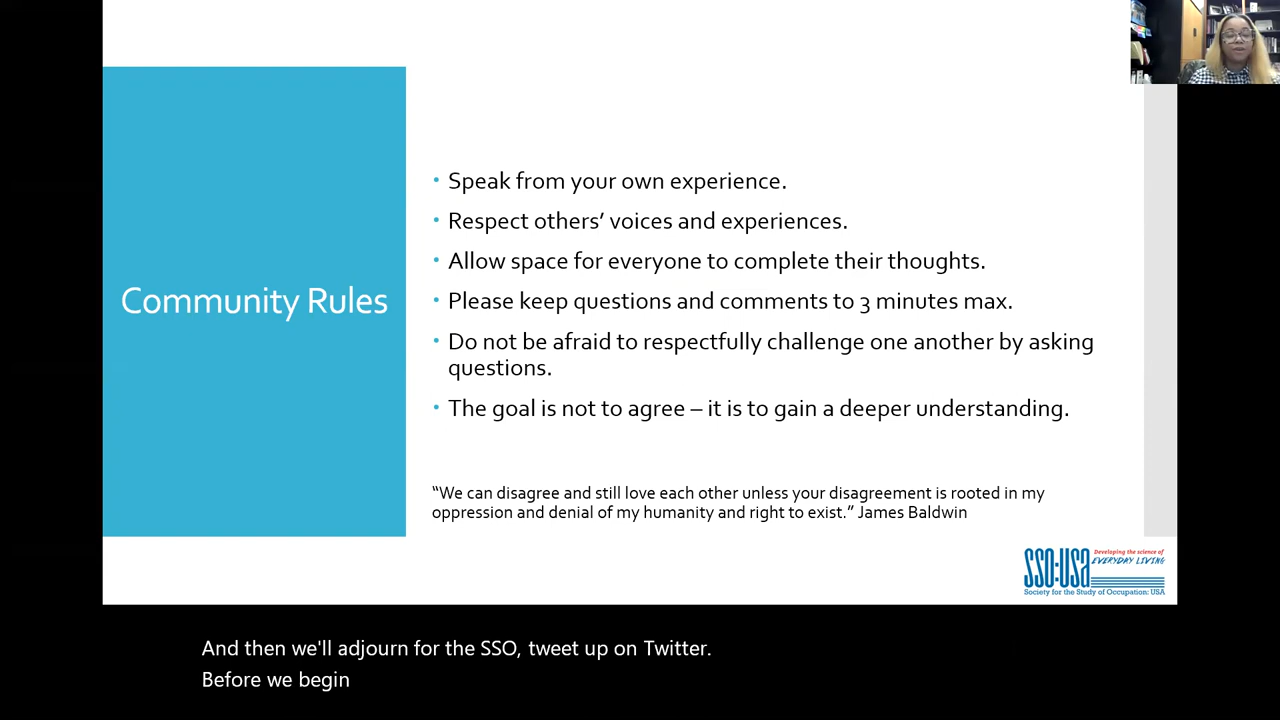 Community Rules
• Speak from your own experience.
• Respect others’ voices and experiences.
• Allow space for everyone to complete their thoughts.
• Please keep questions and comments to 3 minutes max.
• Do not be afraid to respectfully challenge one another by asking
questions.
• The goal is not to agree – it is to gain a deeper understanding.
“We can disagree and still love each other unless your disagreement is rooted in my
oppression and denial of my humanity and right to exist.” James Baldwin
SSO:USA
Developing the science of
EVERYDAY LIVING
Society for the Study of Occupation: USA
And then we'll adjourn for the SSO, tweet up on Twitter.
Before we begin